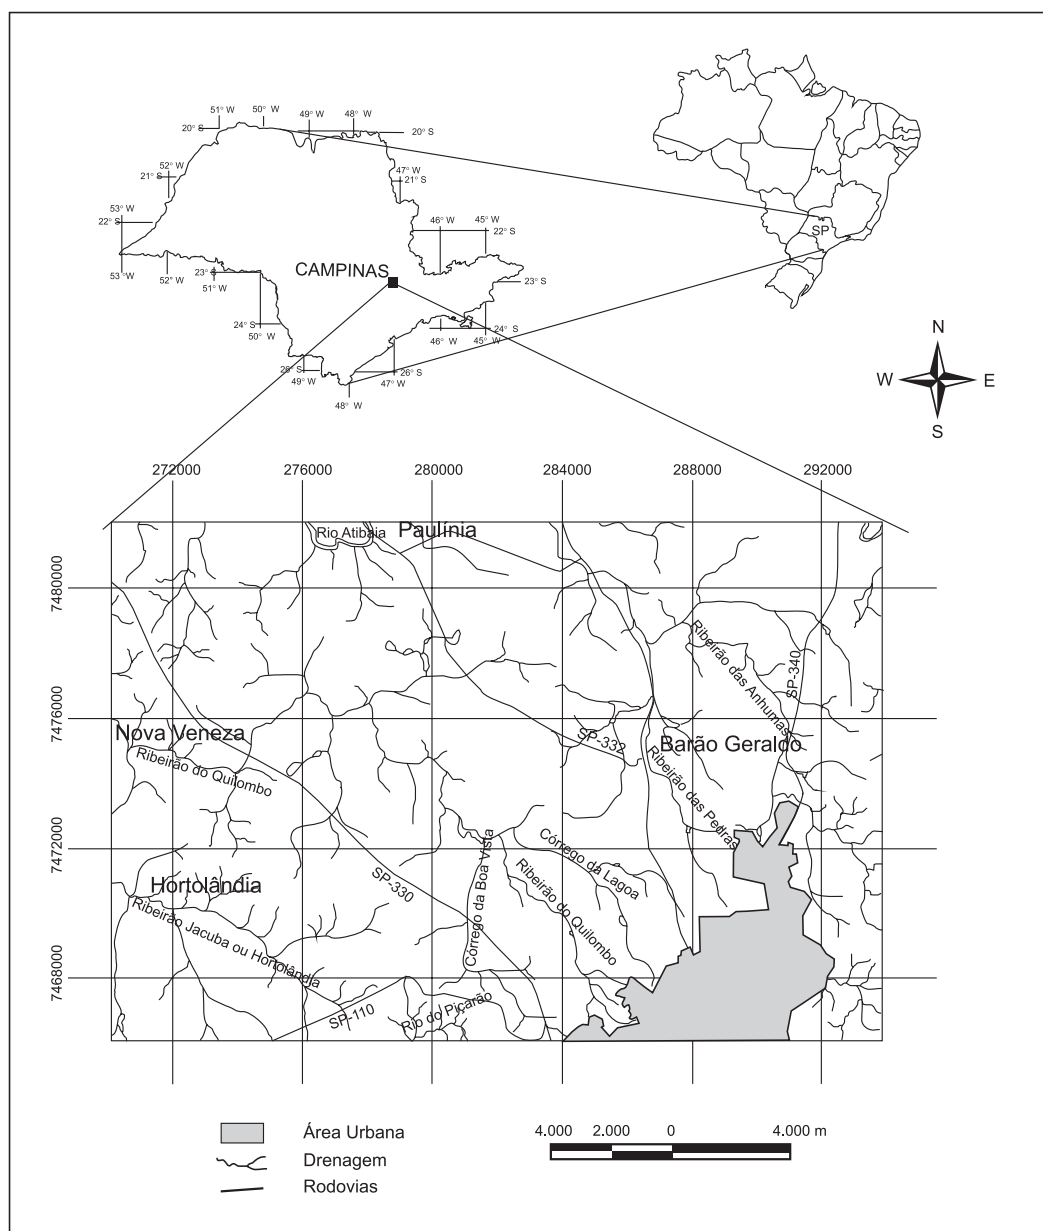 51° W
50° W
49° W
48° W
20° S
20° S
52° W
21° S
47° W
21° S
53° W
22° S
46° W
45° W
22° S
SP
53° W
52° W
23° S
51° W
CAMPINAS
23° S
24° S
50° W
46° W
45° W
24° S
26° S
49° W
47° W
26° S
48° W
N
W
E
S
272000
276000
280000
284000
288000
292000
7480000
7476000
7472000
7468000
Rio Atibaia
Paulínia
Ribeirão das Anhumas
SP-340
Nova Veneza
Ribeirão do Quilombo
SP-332
Barão Geraldo
Ribeirão das Pedras
Hortolândia
Ribeirão Jacuba ou Hortolândia
SP-330
Córrego da Boa Vista
Córrego da Lagoa
Ribeirão do Quilombo
SP-110
Rio do Piçarão
Área Urbana
Drenagem
Rodovias
4.000 2.000 0 4.000 m